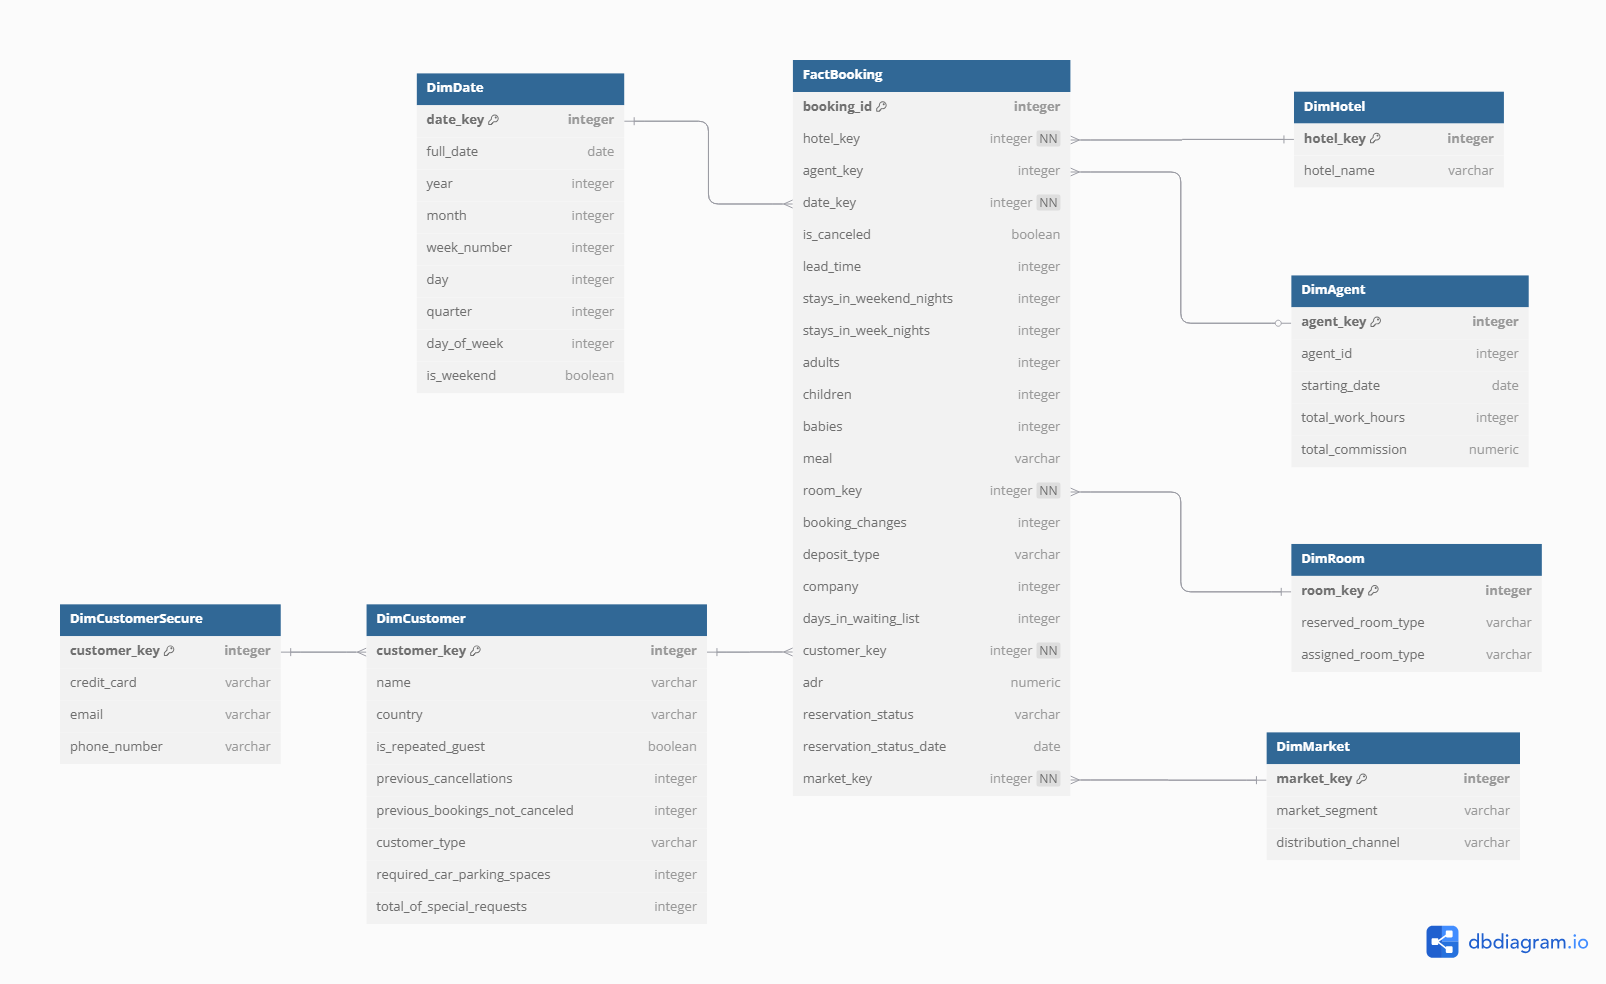 DimDate
date_key integer
full_date date
year integer
month integer
week_number integer
day integer
quarter integer
day_of_week integer
is_weekend boolean
FactBooking
booking_id integer
hotel_key integer NN
agent_key integer
date_key integer NN
is_canceled boolean
lead_time integer
stays_in_weekend_nights integer
stays_in_week_nights integer
adults integer
children integer
babies integer
meal varchar
room_key integer NN
booking_changes integer
deposit_type varchar
company integer
days_in_waiting_list integer
customer_key integer NN
adr numeric
reservation_status varchar
reservation_status_date date
market_key integer NN
DimHotel
hotel_key integer
hotel_name varchar
DimAgent
agent_key integer
agent_id integer
starting_date date
total_work_hours integer
total_commission numeric
DimRoom
room_key integer
reserved_room_type varchar
assigned_room_type varchar
DimCustomerSecure
customer_key integer
credit_card varchar
email varchar
phone_number varchar
DimCustomer
customer_key integer
name varchar
country varchar
is_repeated_guest boolean
previous_cancellations integer
previous_bookings_not_canceled integer
customer_type varchar
required_car_parking_spaces integer
total_of_special_requests integer
DimMarket
market_key integer
market_segment varchar
distribution_channel varchar
dbdiagram.io